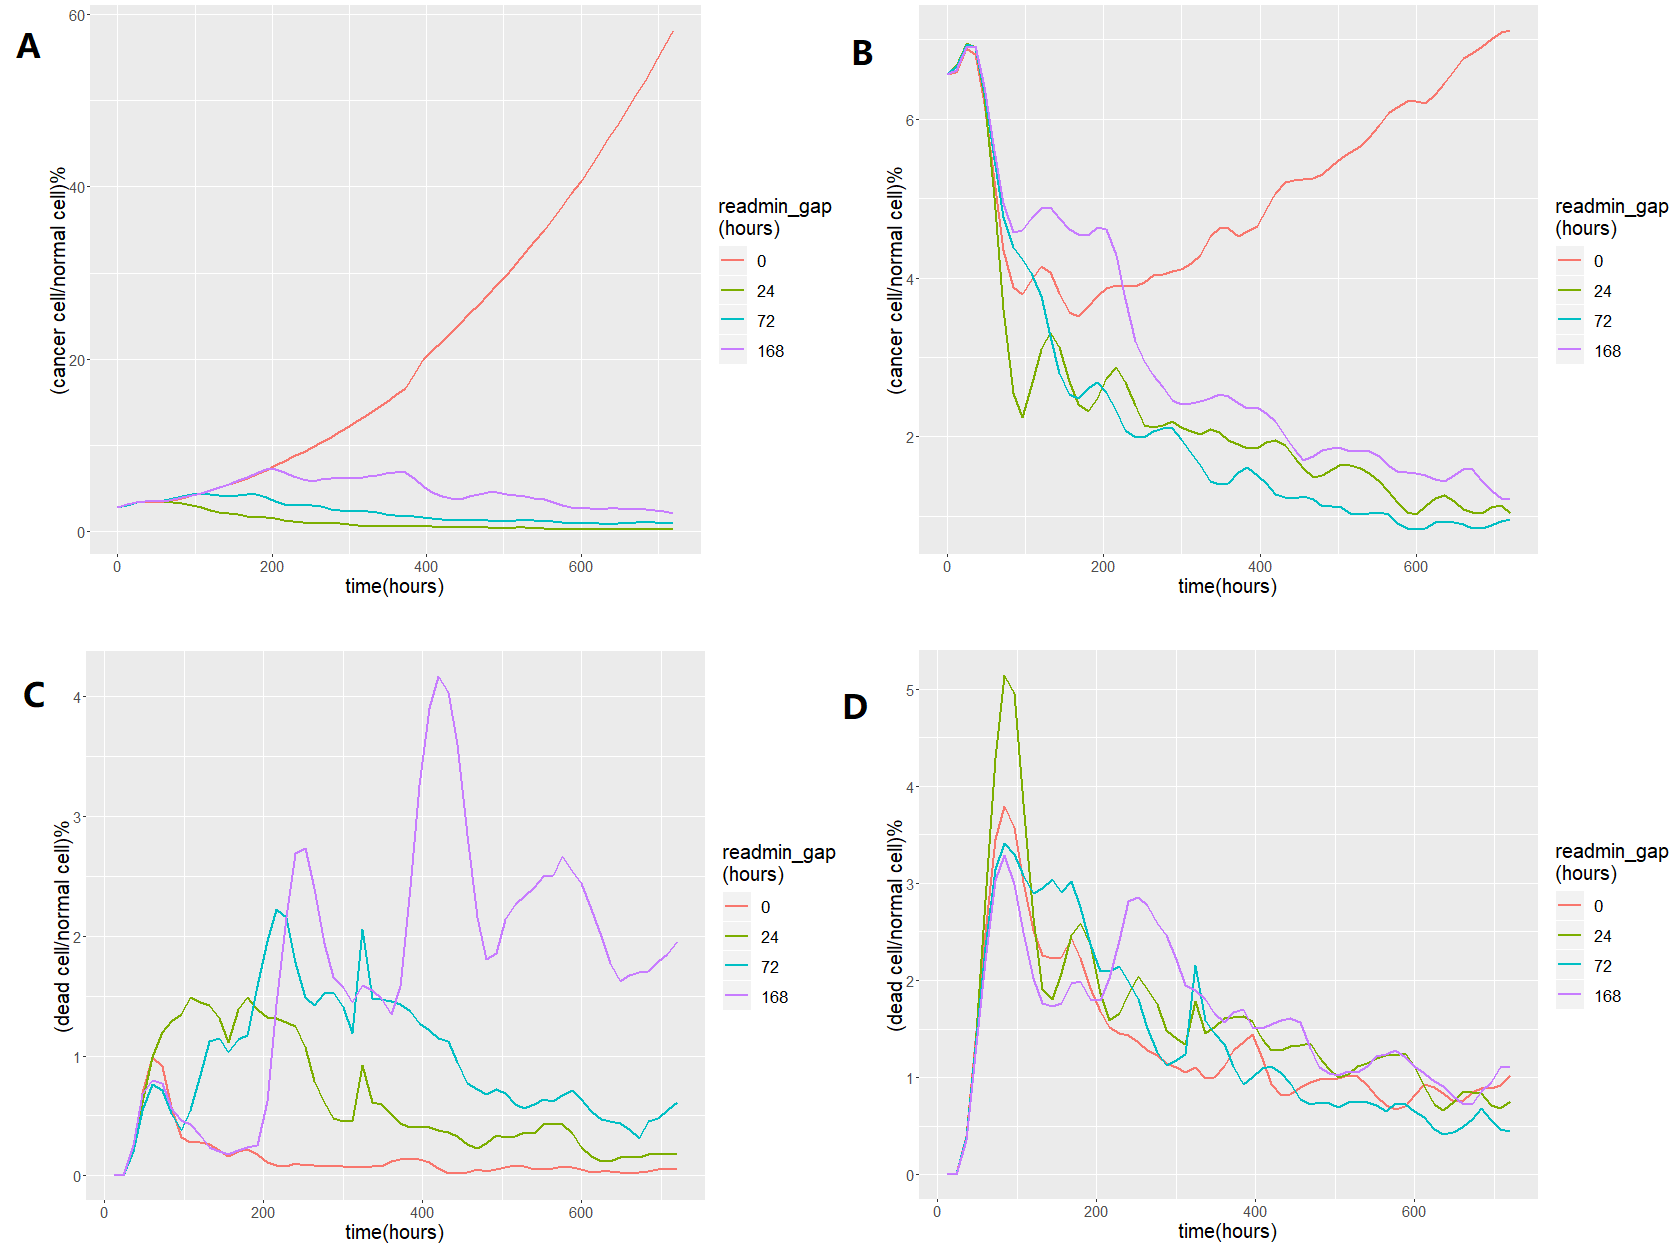 A
(cancer cell/normal cell)%
60
40
20
0
0 200 400 600
time(hours)
readmin_gap
(hours)
0
24
72
168
B
(cancer cell/normal cell)%
6
4
2
0 200 400 600
time(hours)
readmin_gap
(hours)
0
24
72
168
C
(dead cell/normal cell)%
4
3
2
1
0
0 200 400 600
time(hours)
readmin_gap
(hours)
0
24
72
168
D
(dead cell/normal cell)%
5
4
3
2
1
0
0 200 400 600
time(hours)
readmin_gap
(hours)
0
24
72
168